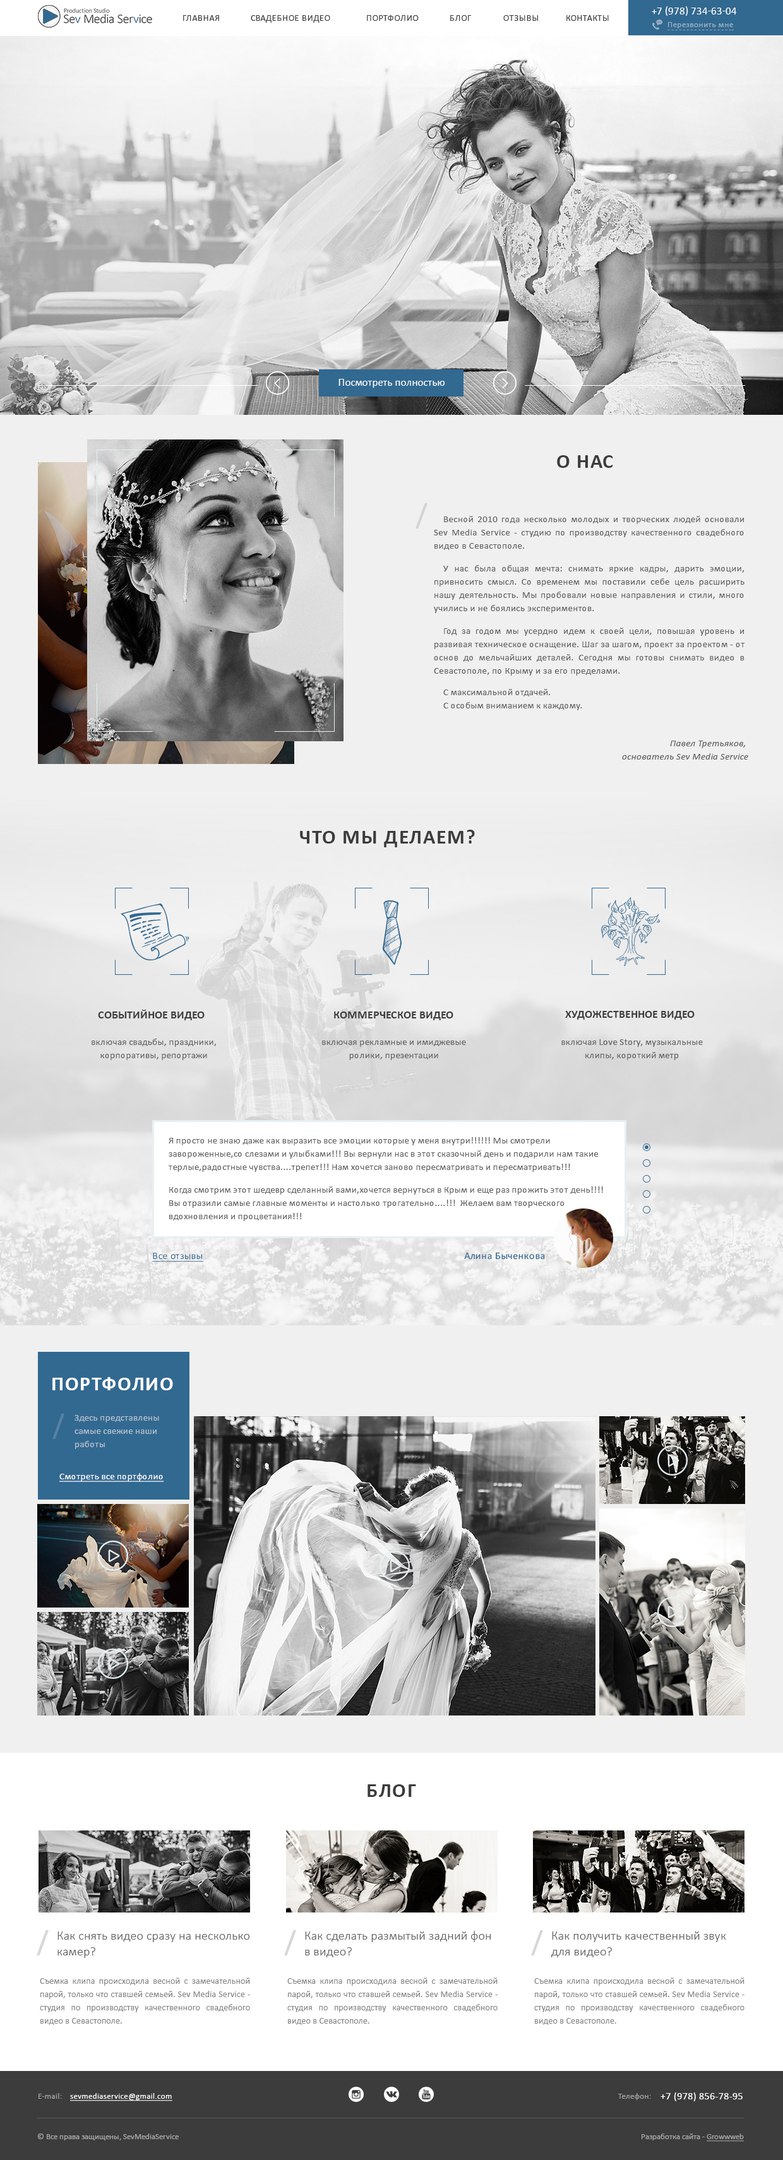 Production Studio
Sev Media Service
ГЛАВНАЯ
СВАДЕБНОЕ ВИДЕО
ПОРТФОЛИО
БЛОГ
ОТЗЫВЫ
КОНТАКТЫ
+7 (978) 734-63-04
Перезвонить мне
Посмотреть полностью
О НАС
Весной 2010 года несколько молодых и творческих людей основали
Sev Media Service - студию по производству качественного свадебного
видео в Севастополе.
У нас была общая мечта: снимать яркие кадры, дарить эмоции,
привносить смысл. Со временем мы поставили себе цель расширить
нашу деятельность. Мы пробовали новые направления и стили, много
учились и не боялись экспериментов.
Год за годом мы усердно идем к своей цели, повышая уровень и
развивая техническое оснащение. Шаг за шагом, проект за проектом - от
основ до мельчайших деталей. Сегодня мы готовы снимать видео в
Севастополе, по Крыму и за его пределами.
С максимальной отдачей.
С особым вниманием к каждому.
Павел Третьяков,
основатель Sev Media Service
ЧТО МЫ ДЕЛАЕМ?
СОБЫТИЙНОЕ ВИДЕО
включая свадьбы, праздники,
корпоративы, репортажи
КОММЕРЧЕСКОЕ ВИДЕО
включая рекламные и имиджевые
ролики, презентации
ХУДОЖЕСТВЕННОЕ ВИДЕО
включая Love Story, музыкальные
клипы, короткий метр
Я просто не знаю даже как выразить все эмоции которые у меня внутри!!!!!! Мы смотрели
завороженные,со слезами и улыбками!!! Вы вернули нас в этот сказочный день и подарили нам такие
терлые,радостные чувства....трепет!!! Нам хочется заново пересматривать и пересматривать!!!
Когда смотрим этот шедевр сделанный вами,хочется вернуться в Крым и еще раз прожить этот день!!!!
Вы отразили самые главные моменты и настолько трогательно....!!! Желаем вам творческого
вдохновения и процветания!!!
Все отзывы
Алина Быченкова
ПОРТФОЛИО
Здесь представлены
самые свежие наши
работы
Смотреть все портфолио
БЛОГ
Как снять видео сразу на несколько
камер?
Съемка клипа происходила весной с замечательной
парой, только что ставшей семьей. Sev Media Service -
студия по производству качественного свадебного
видео в Севастополе.
Как сделать размытый задний фон
в видео?
Съемка клипа происходила весной с замечательной
парой, только что ставшей семьей. Sev Media Service -
студия по производству качественного свадебного
видео в Севастополе.
Как получить качественный звук
для видео?
Съемка клипа происходила весной с замечательной
парой, только что ставшей семьей. Sev Media Service -
студия по производству качественного свадебного
видео в Севастополе.
E-mail: sevmediaservice@gmail.com
You Tube
Телефон: +7 (978) 856-78-95
© Все права защищены, SevMediaService
Разработка сайта - Growwweb